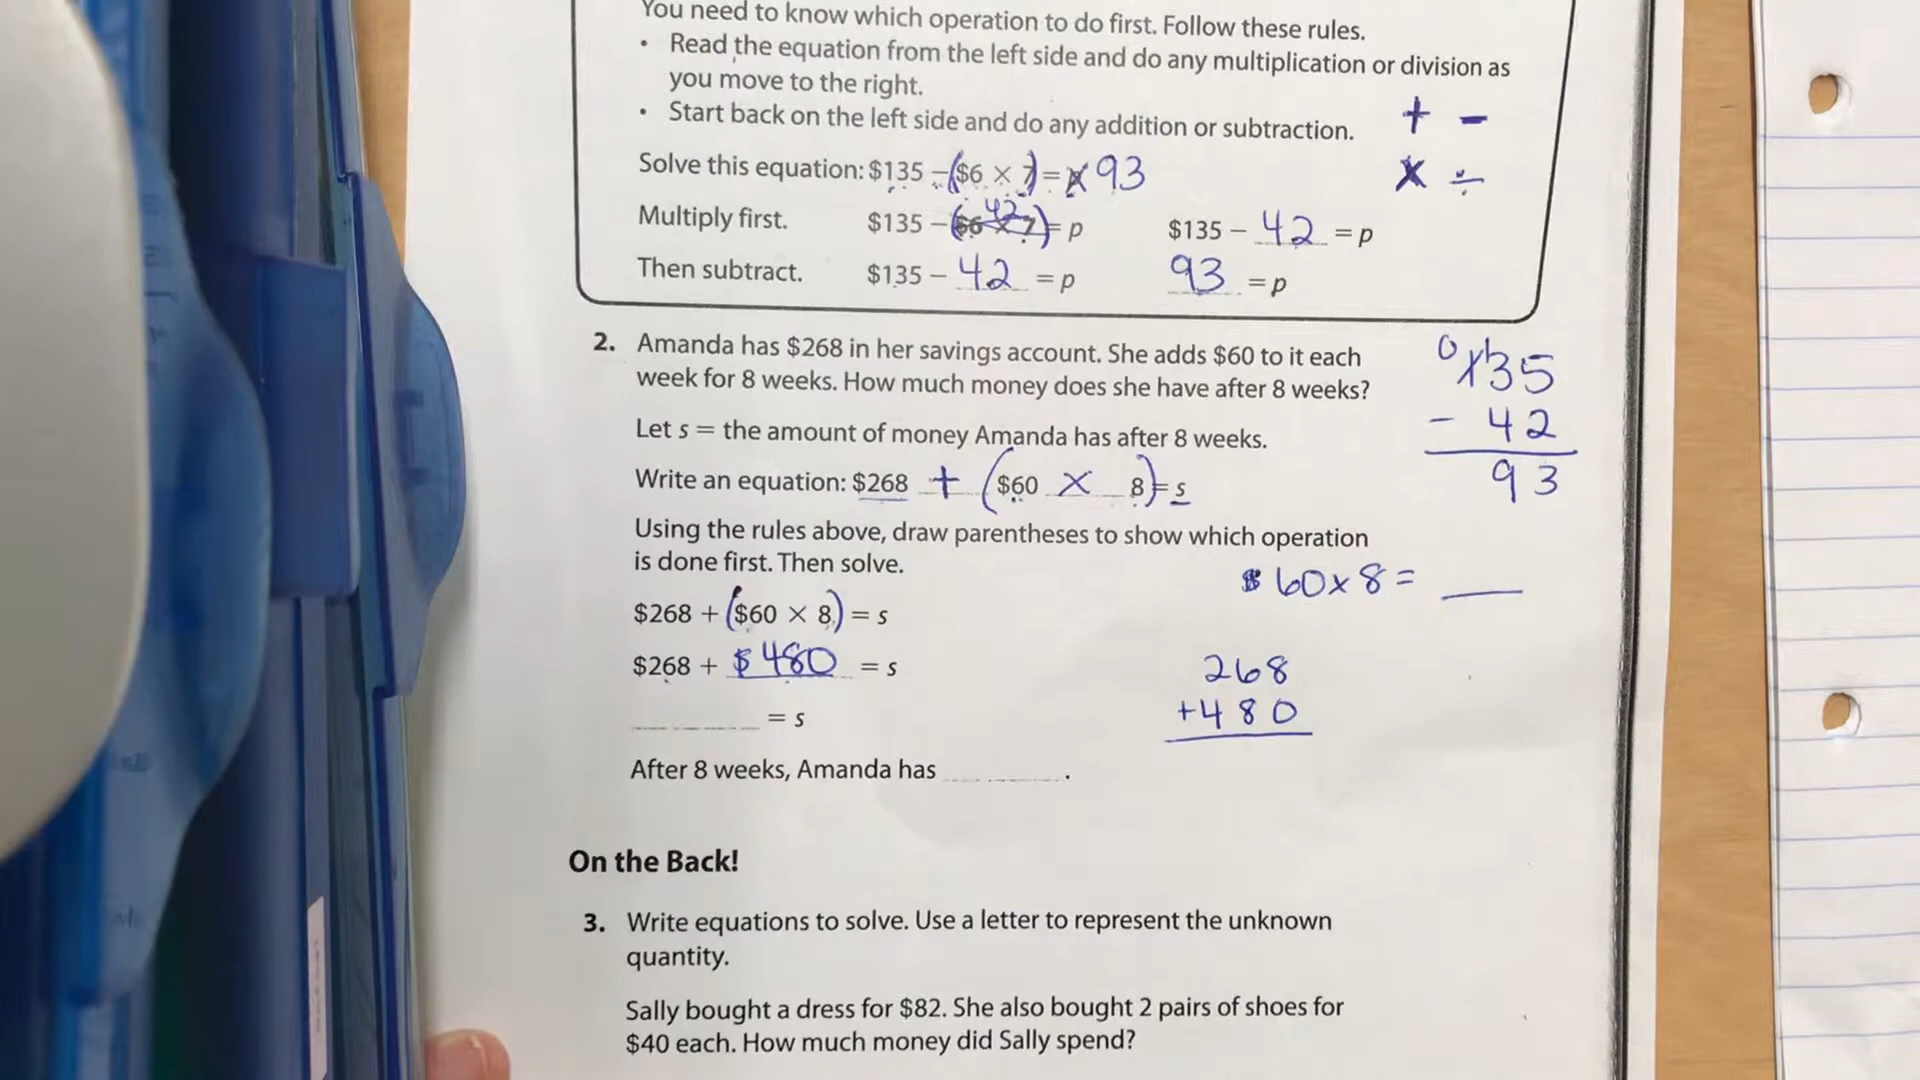 You need to know which operation to do first. Follow these rules.
• Read the equation from the left side and do any multiplication or division as
you move to the right.
• Start back on the left side and do any addition or subtraction.
+ -
× ÷
Solve this equation: $135 - ($6 × 7) = 93
Multiply first. $135 - ($6 × 7) = p 42 $135 - 42 = p
Then subtract. $135 - 42 = p 93 = p
2. Amanda has $268 in her savings account. She adds $60 to it each
week for 8 weeks. How much money does she have after 8 weeks?
Let s = the amount of money Amanda has after 8 weeks.
Write an equation: $268 + ($60 × 8) = s
0 1
135
- 42
93
Using the rules above, draw parentheses to show which operation
is done first. Then solve.
$60 x 8 = ___
$268 + ($60 × 8) = s
$268 + $480 = s
____ = s
268
+480
After 8 weeks, Amanda has ____.
On the Back!
3. Write equations to solve. Use a letter to represent the unknown
quantity.
Sally bought a dress for $82. She also bought 2 pairs of shoes for
$40 each. How much money did Sally spend?